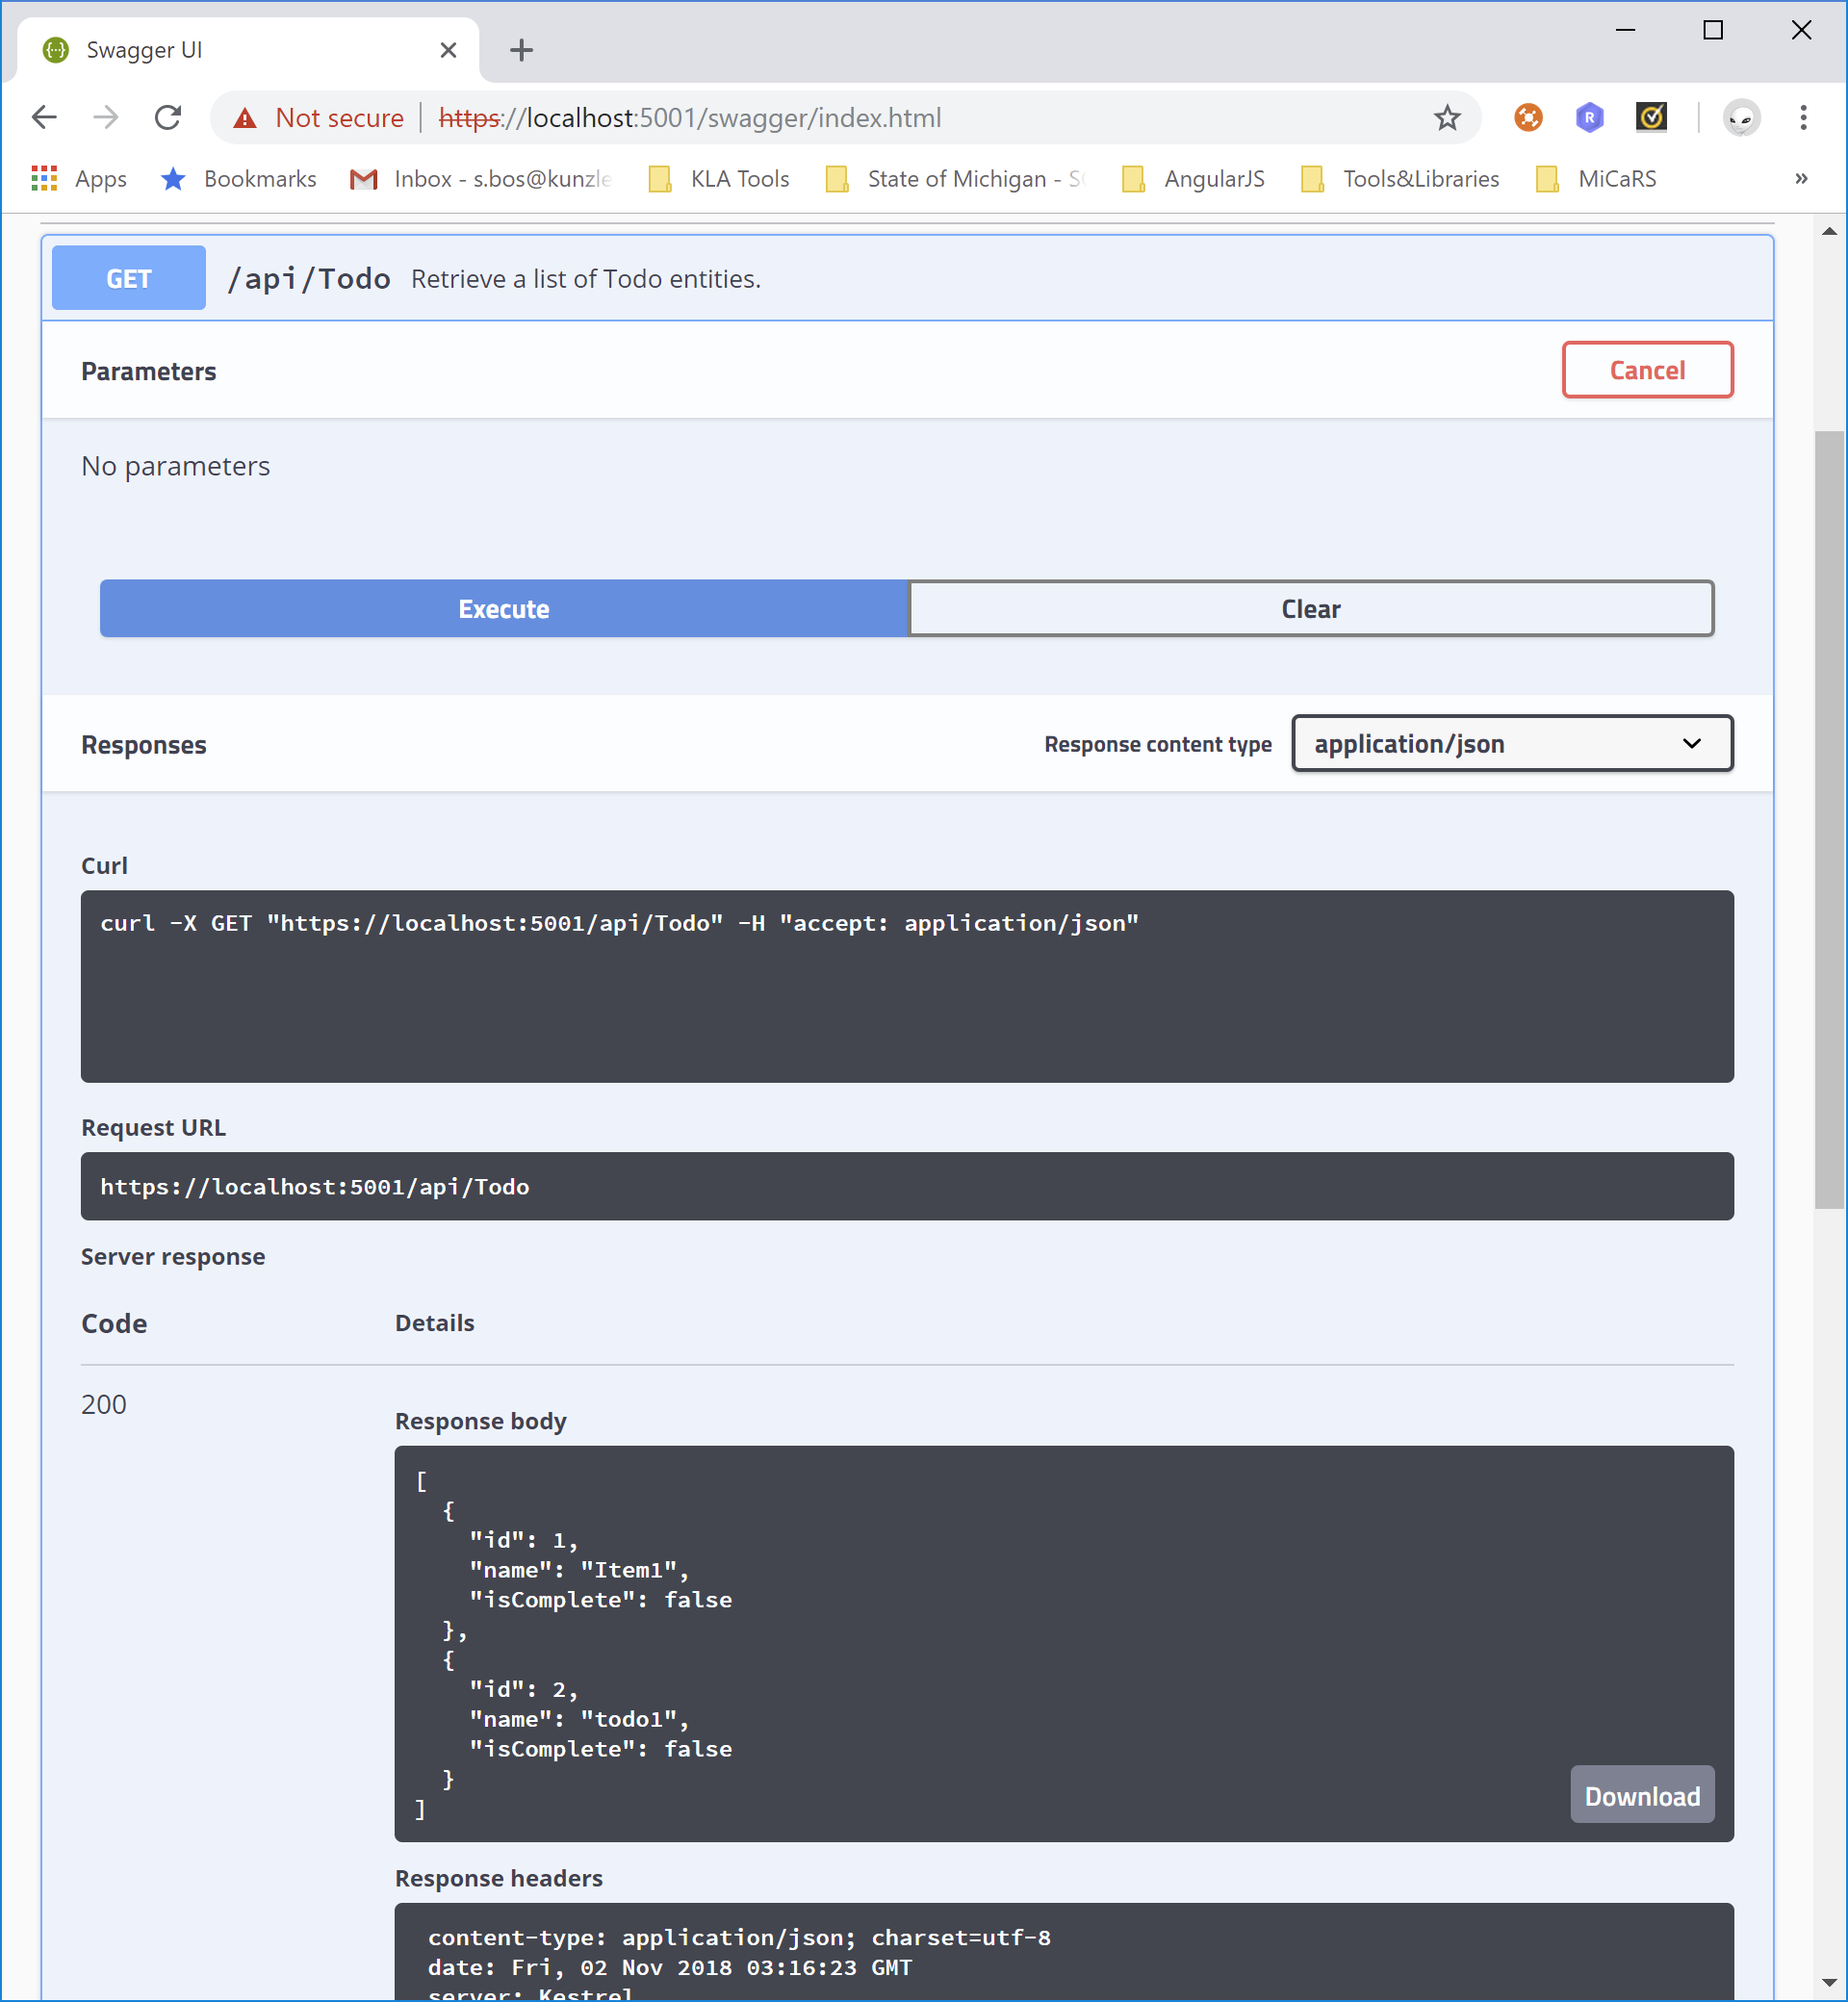 Swagger UI
Not secure https://localhost:5001/swagger/index.html
R
Apps Bookmarks Inbox - s.bos@kunzle KLA Tools State of Michigan - AngularJS Tools&Libraries MiCaRS »
GET /api/Todo Retrieve a list of Todo entities.
Parameters Cancel
No parameters
Execute Clear
Responses Response content type application/json
Curl
curl -X GET "https://localhost:5001/api/Todo" -H "accept: application/json"
Request URL
https://localhost:5001/api/Todo
Server response
Code Details
200
Response body
[
{
"id": 1,
"name": "Item1",
"isComplete": false
},
{
"id": 2,
"name": "todo1",
"isComplete": false
}
]
Download
Response headers
content-type: application/json; charset=utf-8
date: Fri, 02 Nov 2018 03:16:23 GMT
server: Kestrel